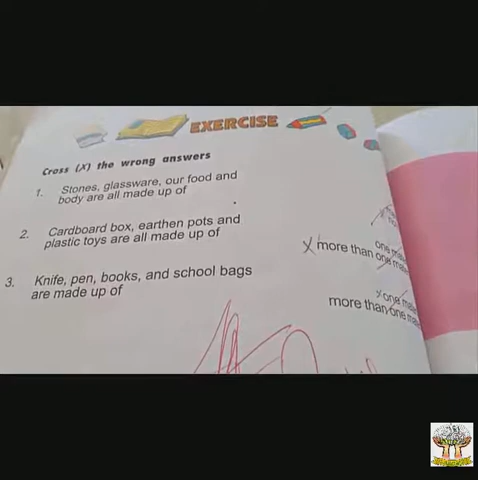 EXERCISE
Cross (X) the wrong answers
1. Stones, glassware, our food and
body are all made up of
2. Cardboard box, earthen pots and
plastic toys are all made up of
one
more than one
3. Knife, pen, books, and school bags
are made up of
one
more than one